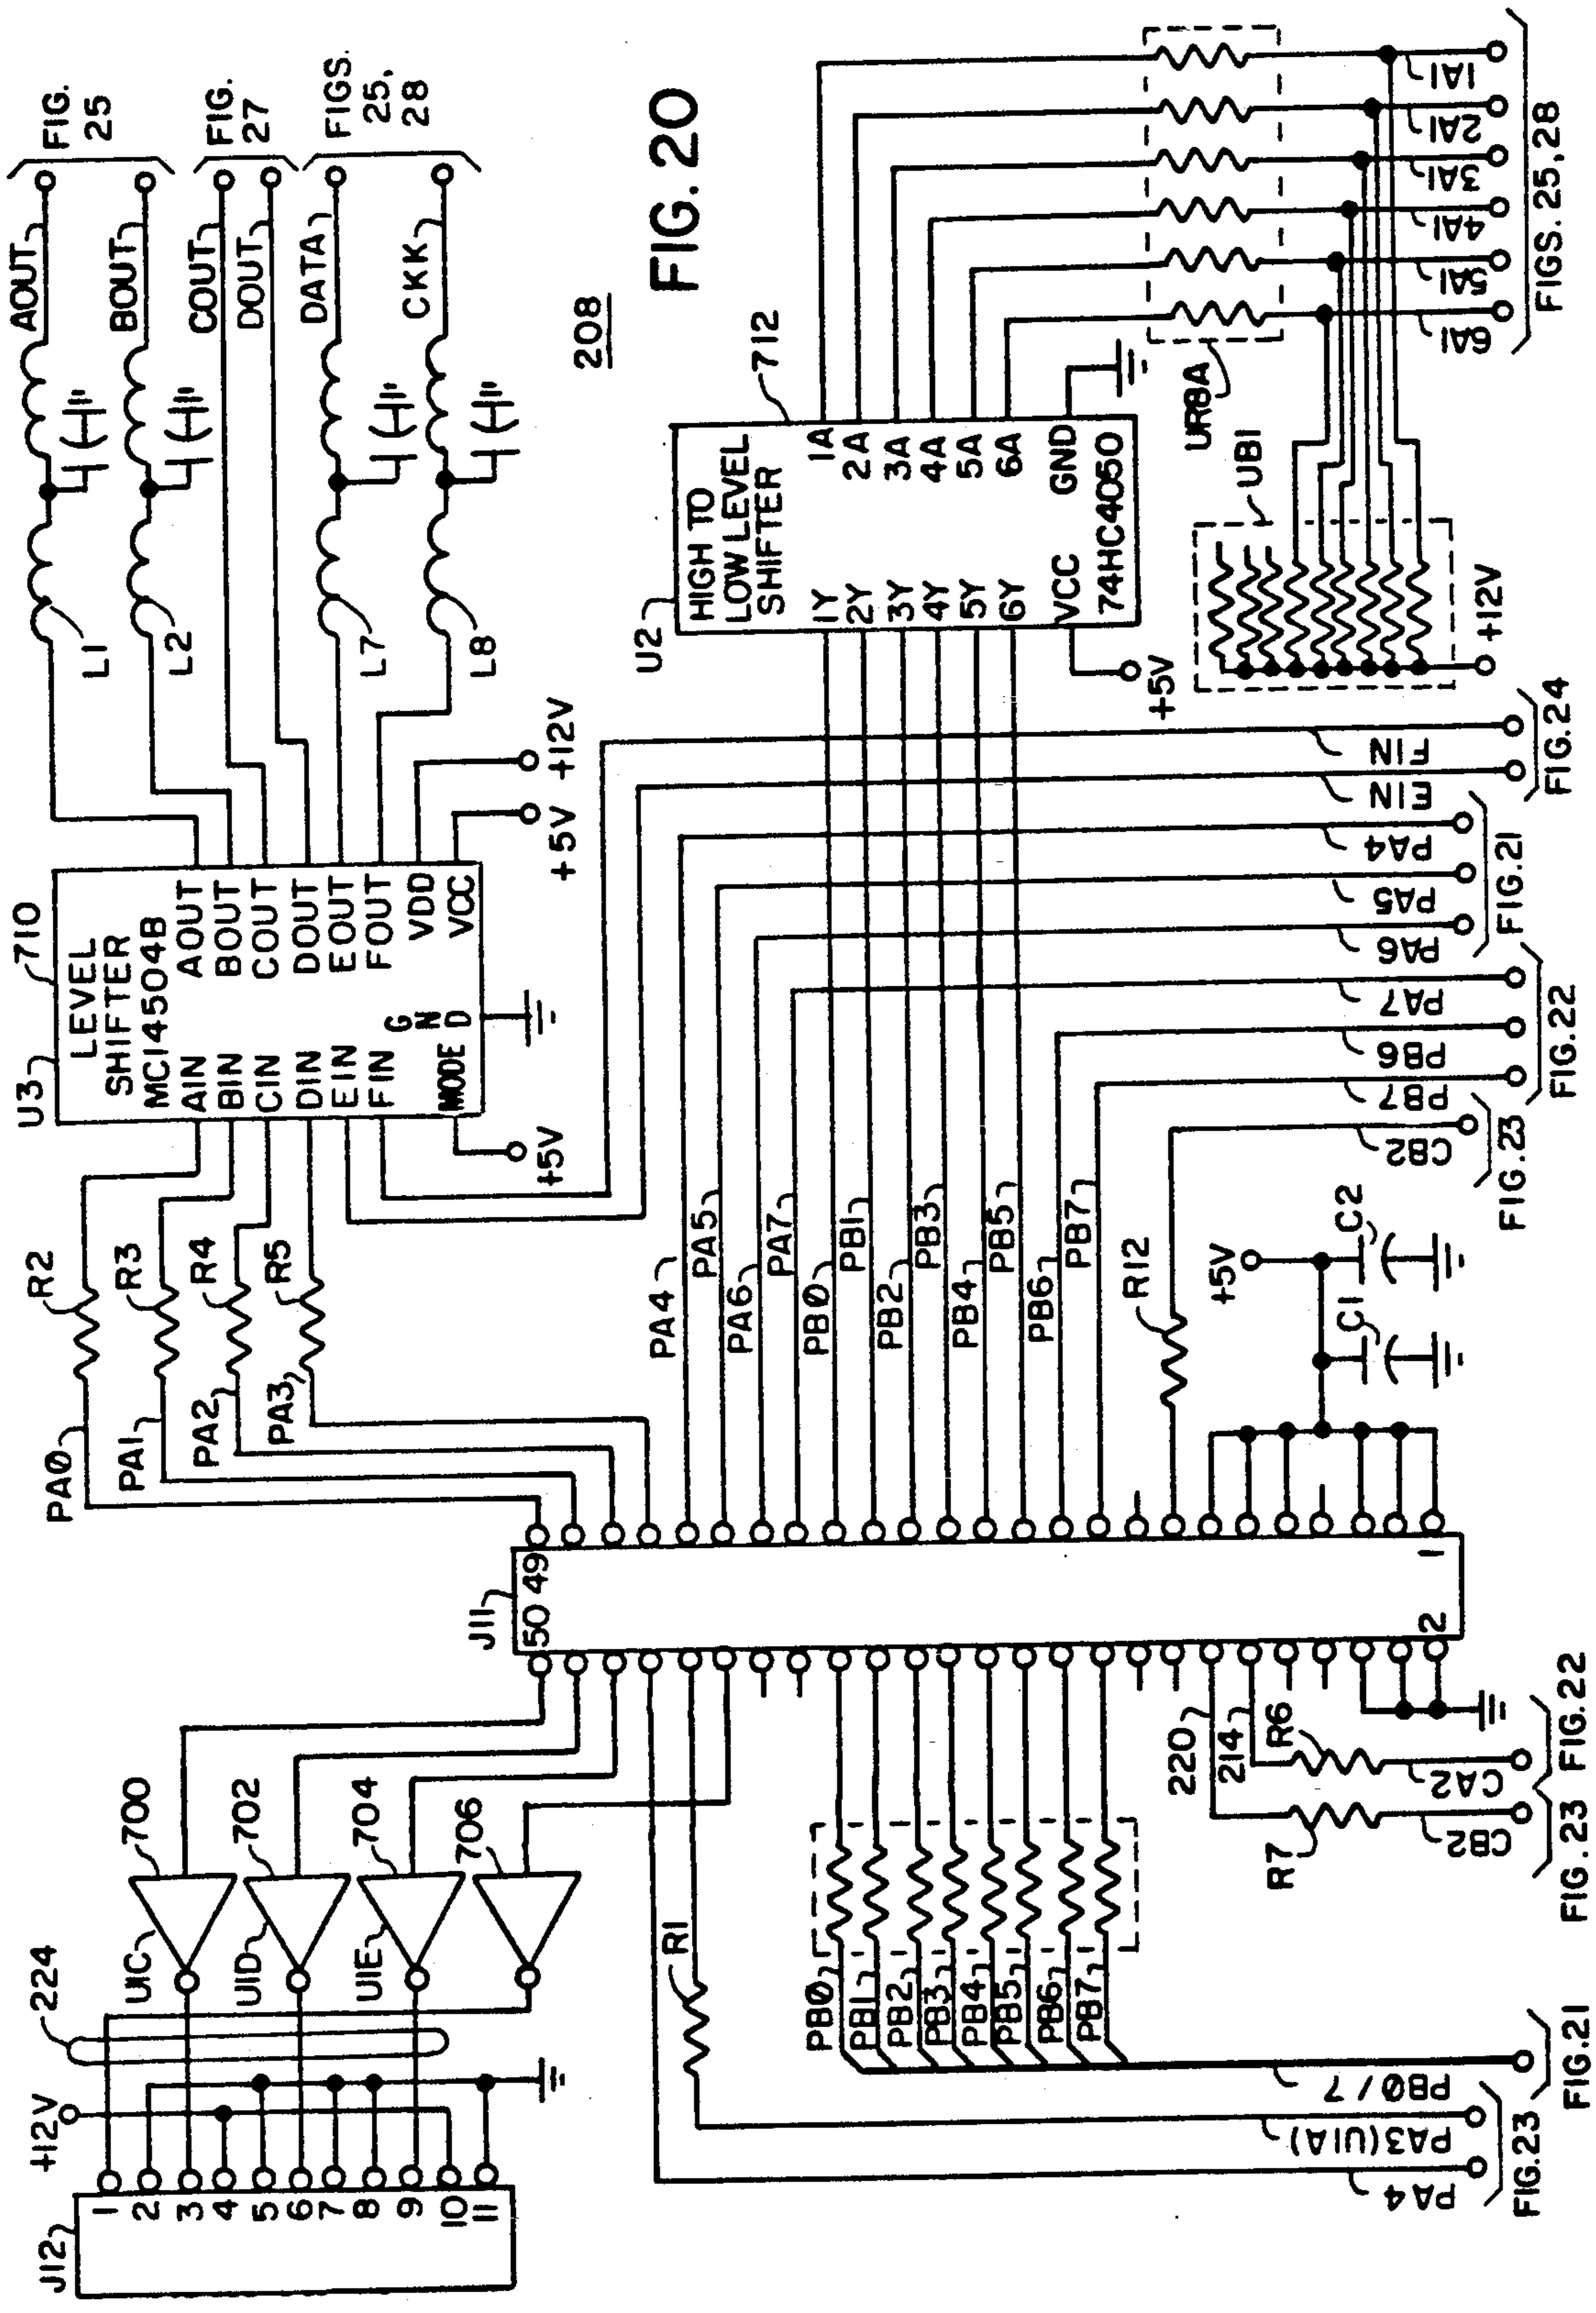 FIG. 20
208
AOUT
BOUT
COUT
DOUT
DATA
CKK
FIG.
25
FIG.
27
FIGS.
25,
28
L1
L2
L7
L8
U3
710
LEVEL
SHIFTER
MC14504B
AIN
BIN
CIN
DIN
EIN
FIN
MODE
GND
AOUT
BOUT
COUT
DOUT
EOUT
FOUT
VDD
VCC
+5V
+5V
+12V
R2
R3
R4
R5
PA0
PA1
PA2
PA3
U2
712
HIGH TO
LOW LEVEL
SHIFTER
1Y
2Y
3Y
4Y
5Y
6Y
VCC
1A
2A
3A
4A
5A
6A
GND
74HC4050
+5V
UR8A
UB1
+12V
1A1
2A1
3A1
4A1
5A1
6A1
FIGS. 25,28
PA4
PA5
PA6
PA7
PB0
PB1
PB2
PB3
PB4
PB5
PB6
PB7
R12
FIN
EIN
FIG.24
PA4
PA5
PA6
FIG.21
PA7
PB6
PB7
FIG.22
CB2
FIG.23
+5V
C1
C2
J11
50 49
2
1
J12
1
2
3
4
5
6
7
8
9
10
11
+12V
224
U1C
700
U1D
702
U1E
704
706
R1
PB0
PB1
PB2
PB3
PB4
PB5
PB6
PB7
220
214
R6
R7
CA2
FIG.22
CB2
FIG.23
PB0/7
FIG.21
PA3(U1A)
PA4
FIG.23